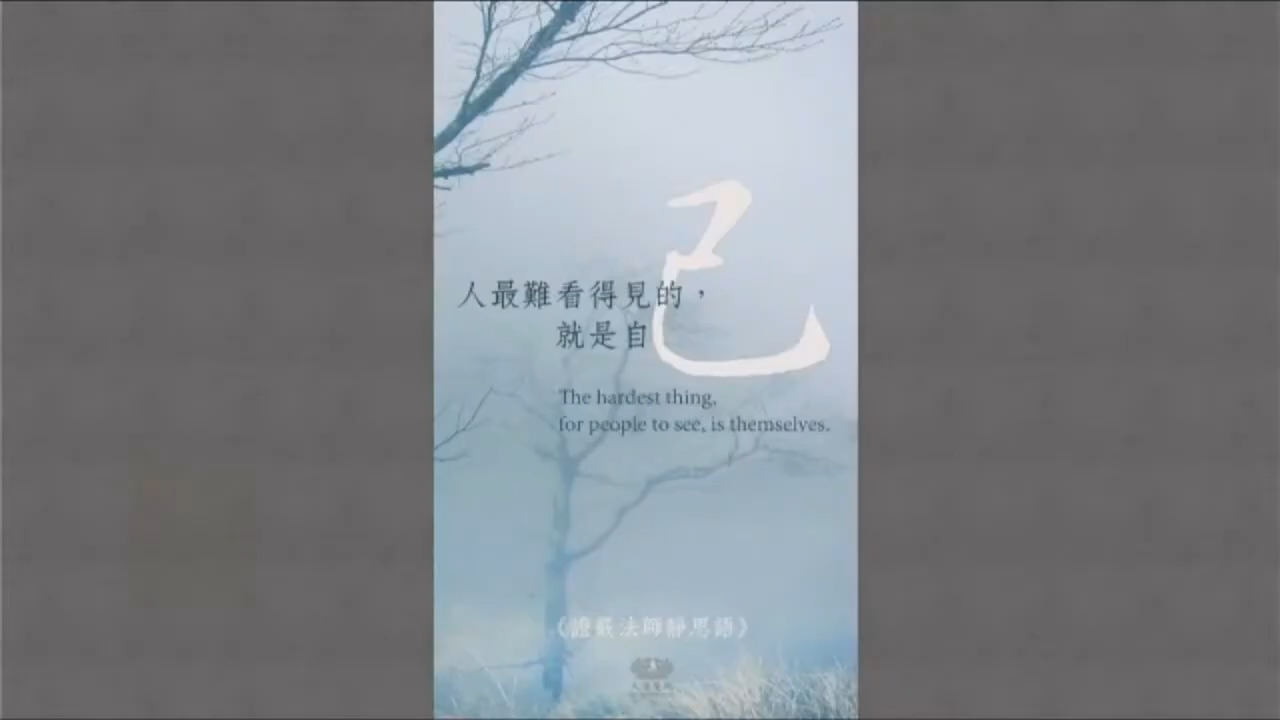 人最難看得見的，
就是自己
The hardest thing,
for people to see, is themselves.
《證嚴法師靜思語》